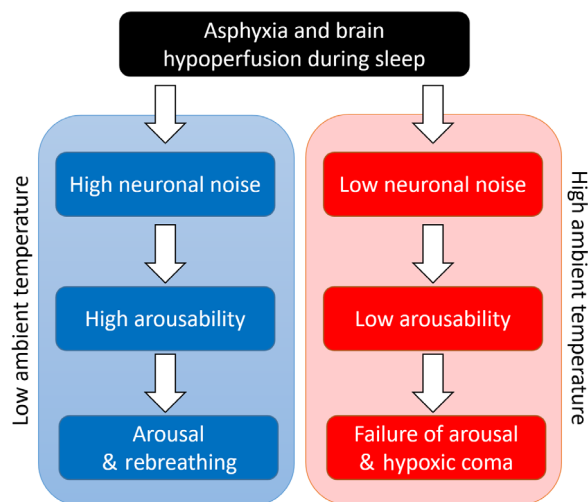 Asphyxia and brain
hypoperfusion during sleep
Low ambient temperature
High neuronal noise
High arousability
Arousal
& rebreathing
Low neuronal noise
Low arousability
Failure of arousal
& hypoxic coma
High ambient temperature